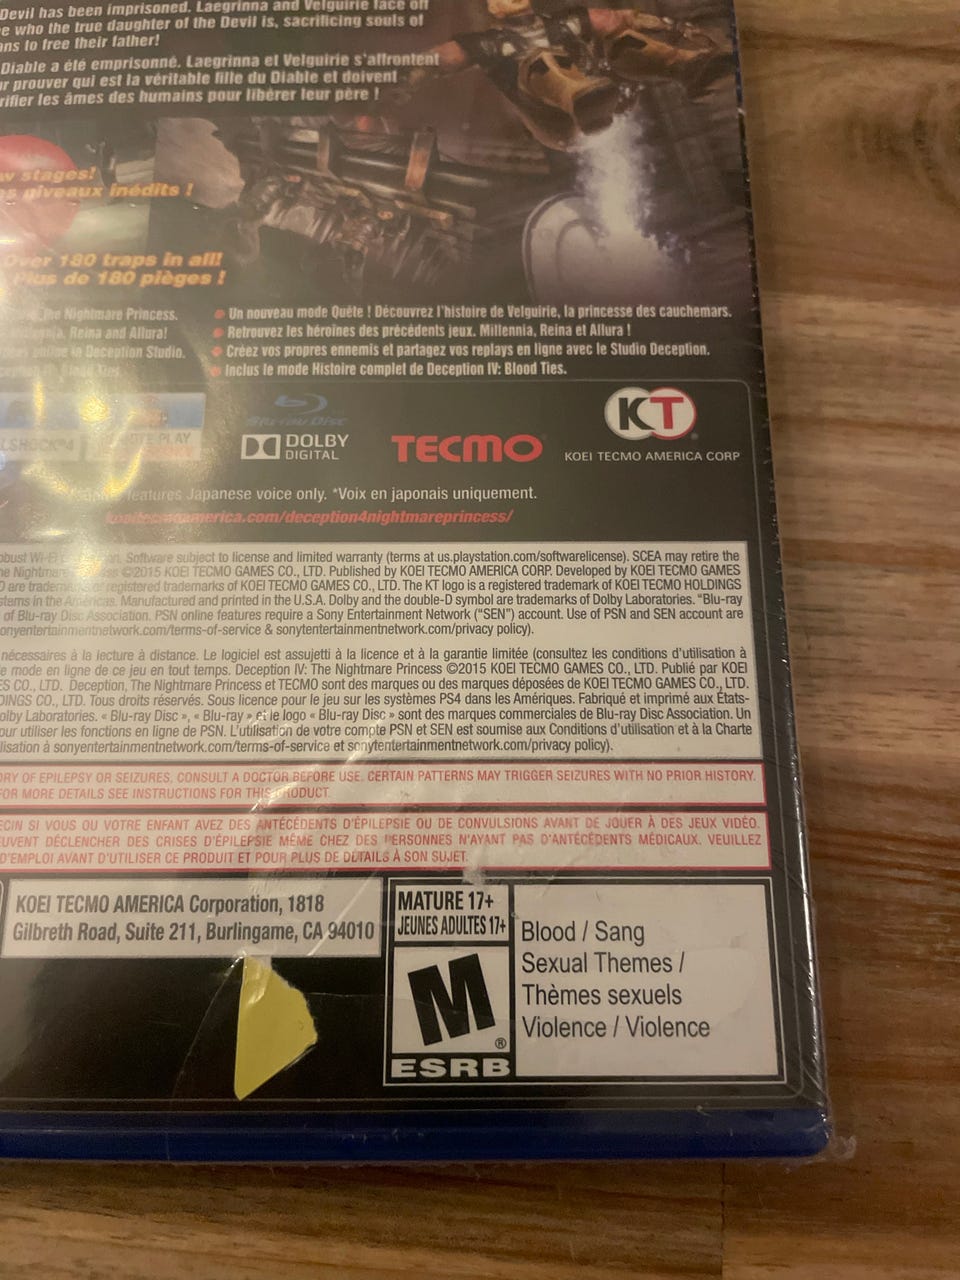 Devil has been imprisoned. Laegrinna and Velguirie face off
who the true daughter of the Devil is, sacrificing souls of
to free their father!
Diable a été emprisonné. Laegrinna et Velguirie s'affrontent
prouver qui est la véritable fille du Diable et doivent
les âmes des humains pour libérer leur père !
stages!
niveaux inédits !
Over 180 traps in all!
Plus de 180 pièges !
the Nightmare Princess.
Reina and Allura!
online in Deception Studio.
Blood Ties.
• Un nouveau mode Quête ! Découvrez l'histoire de Velguirie, la princesse des cauchemars.
• Retrouvez les héroïnes des précédents jeux. Millennia, Reina et Allura !
• Créez vos propres ennemis et partagez vos replays en ligne avec le Studio Deception.
• Inclus le mode Histoire complet de Deception IV: Blood Ties.
PLAY
Blu-ray Disc
DOLBY
DIGITAL
TECMO
KT
KOEI TECMO AMERICA CORP
features Japanese voice only. *Voix en japonais uniquement.
koeitecmoamerica.com/deception4nightmareprincess/
Software subject to license and limited warranty (terms at us.playstation.com/softwarelicense). SCEA may retire the
©2015 KOEI TECMO GAMES CO., LTD. Published by KOEI TECMO AMERICA CORP. Developed by KOEI TECMO GAMES
are registered trademarks of KOEI TECMO GAMES CO., LTD. The KT logo is a registered trademark of KOEI TECMO HOLDINGS
in the Americas. Manufactured and printed in the U.S.A. Dolby and the double-D symbol are trademarks of Dolby Laboratories. "Blu-ray
of Blu-ray Disc Association. PSN online features require a Sony Entertainment Network ("SEN") account. Use of PSN and SEN account are
sonyentertainmentnetwork.com/terms-of-service & sonytentertainmentnetwork.com/privacy policy).
nécessaires à la lecture à distance. Le logiciel est assujetti à la licence et à la garantie limitée (consultez les conditions d'utilisation à
mode en ligne de ce jeu en tout temps. Deception IV: The Nightmare Princess ©2015 KOEI TECMO GAMES CO., LTD. Publié par KOEI
CO., LTD. Deception, The Nightmare Princess et TECMO sont des marques ou des marques déposées de KOEI TECMO GAMES CO., LTD.
CO., LTD. Tous droits réservés. Sous licence pour le jeu sur les systèmes PS4 dans les Amériques. Fabriqué et imprimé aux États-
Laboratories. « Blu-ray Disc », « Blu-ray » et le logo « Blu-ray Disc » sont des marques commerciales de Blu-ray Disc Association. Un
pour utiliser les fonctions en ligne de PSN. L'utilisation de votre compte PSN et SEN est soumise aux Conditions d'utilisation et à la Charte
à sonyentertainmentnetwork.com/terms-of-service et sonytentertainmentnetwork.com/privacy policy).
OF EPILEPSY OR SEIZURES, CONSULT A DOCTOR BEFORE USE. CERTAIN PATTERNS MAY TRIGGER SEIZURES WITH NO PRIOR HISTORY.
FOR MORE DETAILS SEE INSTRUCTIONS FOR THIS PRODUCT.
SI VOUS OU VOTRE ENFANT AVEZ DES ANTÉCÉDENTS D'ÉPILEPSIE OU DE CONVULSIONS AVANT DE JOUER À DES JEUX VIDÉO.
DÉCLENCHER DES CRISES D'ÉPILEPSIE MÊME CHEZ DES PERSONNES N'AYANT PAS D'ANTÉCÉDENTS MÉDICAUX. VEUILLEZ
D'EMPLOI AVANT D'UTILISER CE PRODUIT ET POUR PLUS DE DÉTAILS À SON SUJET.
KOEI TECMO AMERICA Corporation, 1818
Gilbreth Road, Suite 211, Burlingame, CA 94010
MATURE 17+
JEUNES ADULTES 17+
M
®
ESRB
Blood / Sang
Sexual Themes /
Thèmes sexuels
Violence / Violence